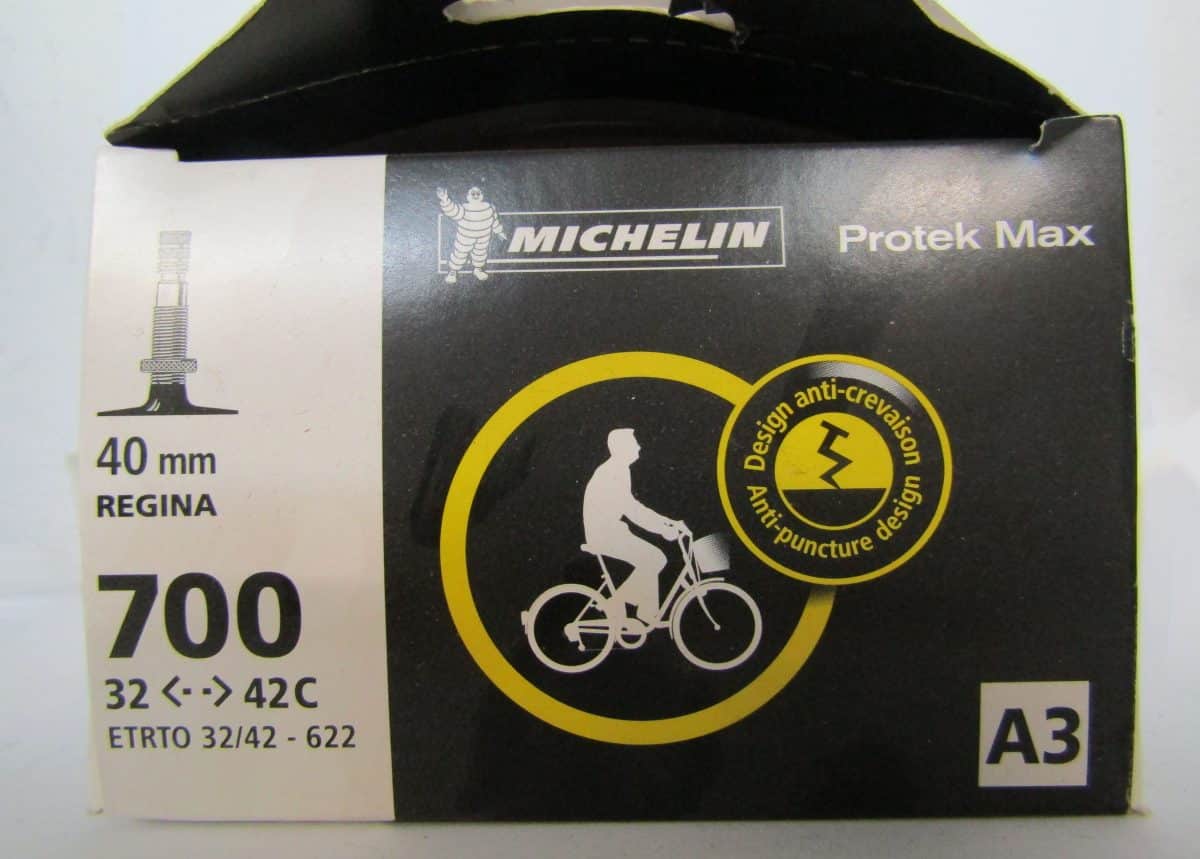 MICHELIN
Protek Max
40 mm
REGINA
700
32 <--> 42C
ETRTO 32/42 - 622
Design anti-crevaison
Anti-puncture design
A3